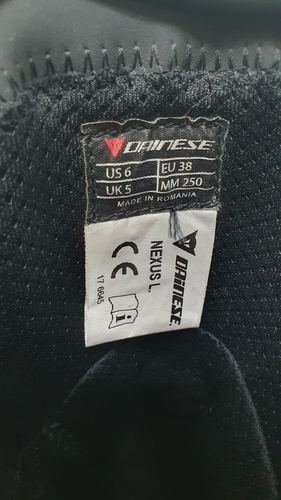 DAINESE
US 6 EU 38
UK 5 MM 250
MADE IN ROMANIA
DAINESE.
NEXUS L.
CE
i
17 6645